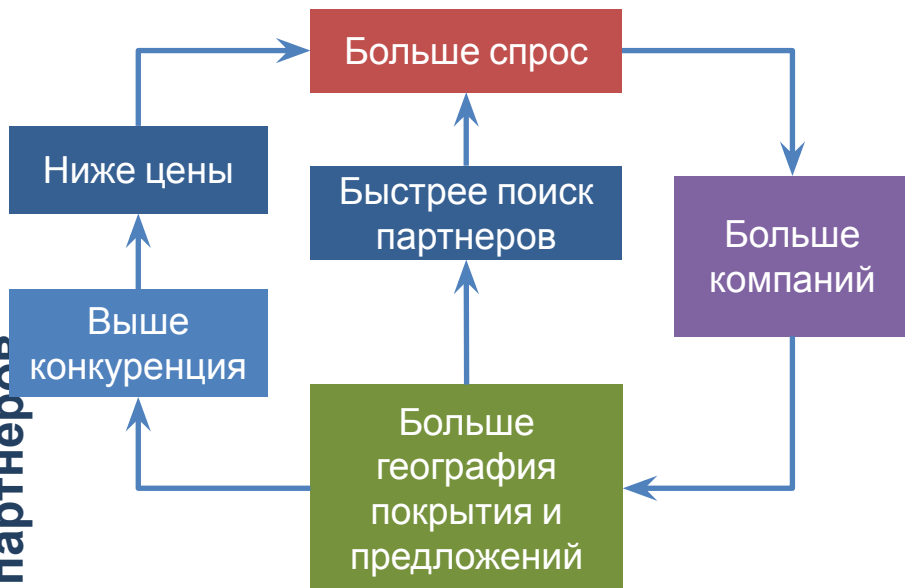 Больше спрос
Ниже цены
Быстрее поиск
партнеров
Больше
компаний
Выше
конкуренция
Больше
география
покрытия и
предложений
партнеров